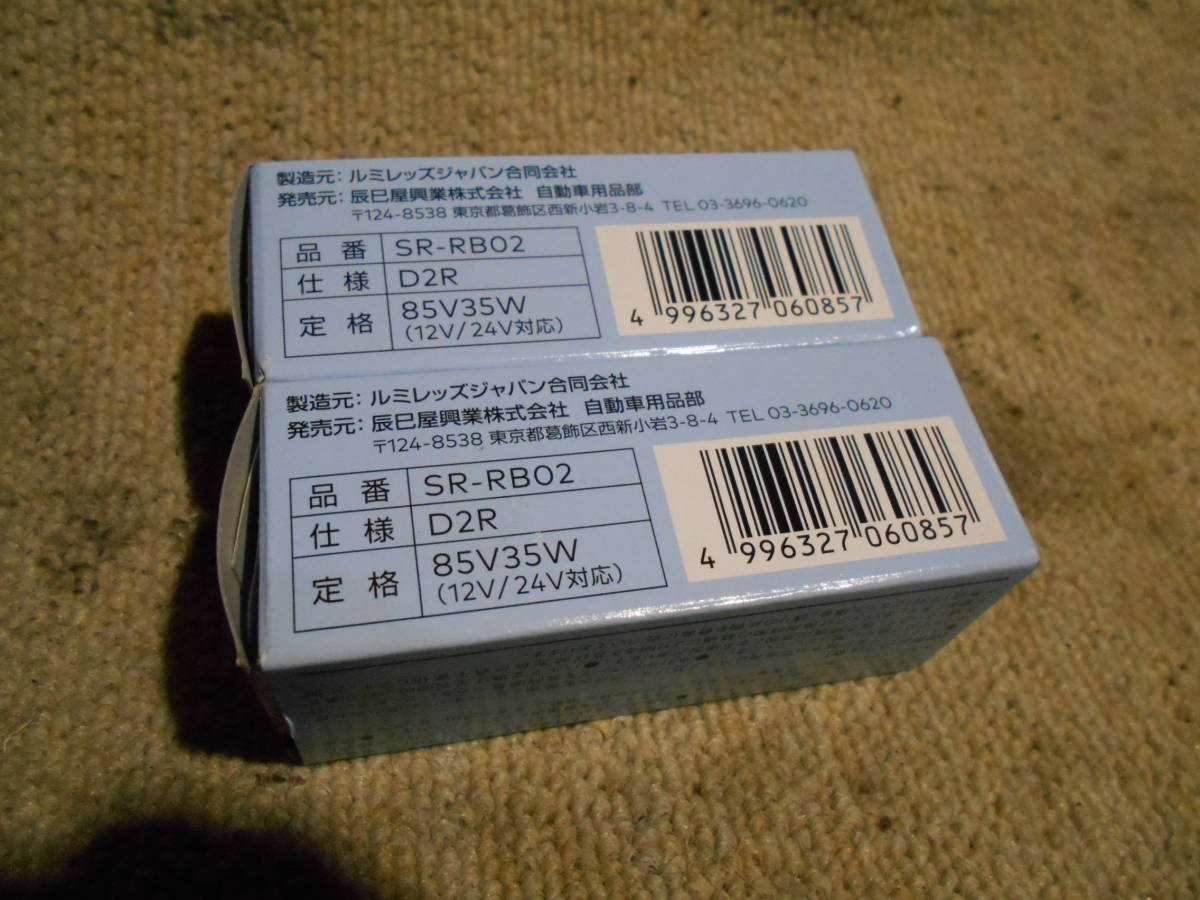 製造元：ルミレッズジャパン合同会社
発売元：辰巳屋興業株式会社 自動車用品部
〒124-8538 東京都葛飾区西新小岩3-8-4 TEL 03-3696-0620
品番 SR-RB02
仕様 D2R
定格 85V35W
(12V/24V対応)
4 996327 060857
製造元：ルミレッズジャパン合同会社
発売元：辰巳屋興業株式会社 自動車用品部
〒124-8538 東京都葛飾区西新小岩3-8-4 TEL 03-3696-0620
品番 SR-RB02
仕様 D2R
定格 85V35W
(12V/24V対応)
4 996327 060857